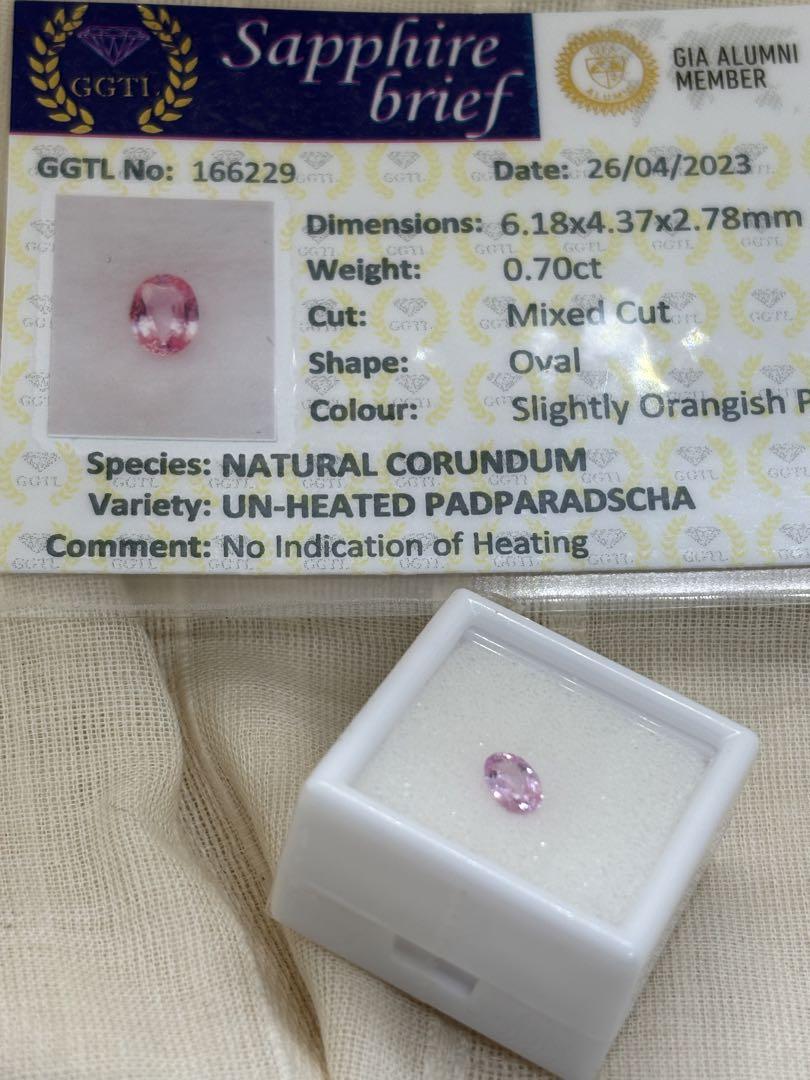 GGTL
Sapphire
brief
GIA ALUMNI
MEMBER
GGTL No: 166229
Date: 26/04/2023
Dimensions: 6.18x4.37x2.78mm
Weight: 0.70ct
Cut: Mixed Cut
Shape: Oval
Colour: Slightly Orangish P
Species: NATURAL CORUNDUM
Variety: UN-HEATED PADPARADSCHA
Comment: No Indication of Heating